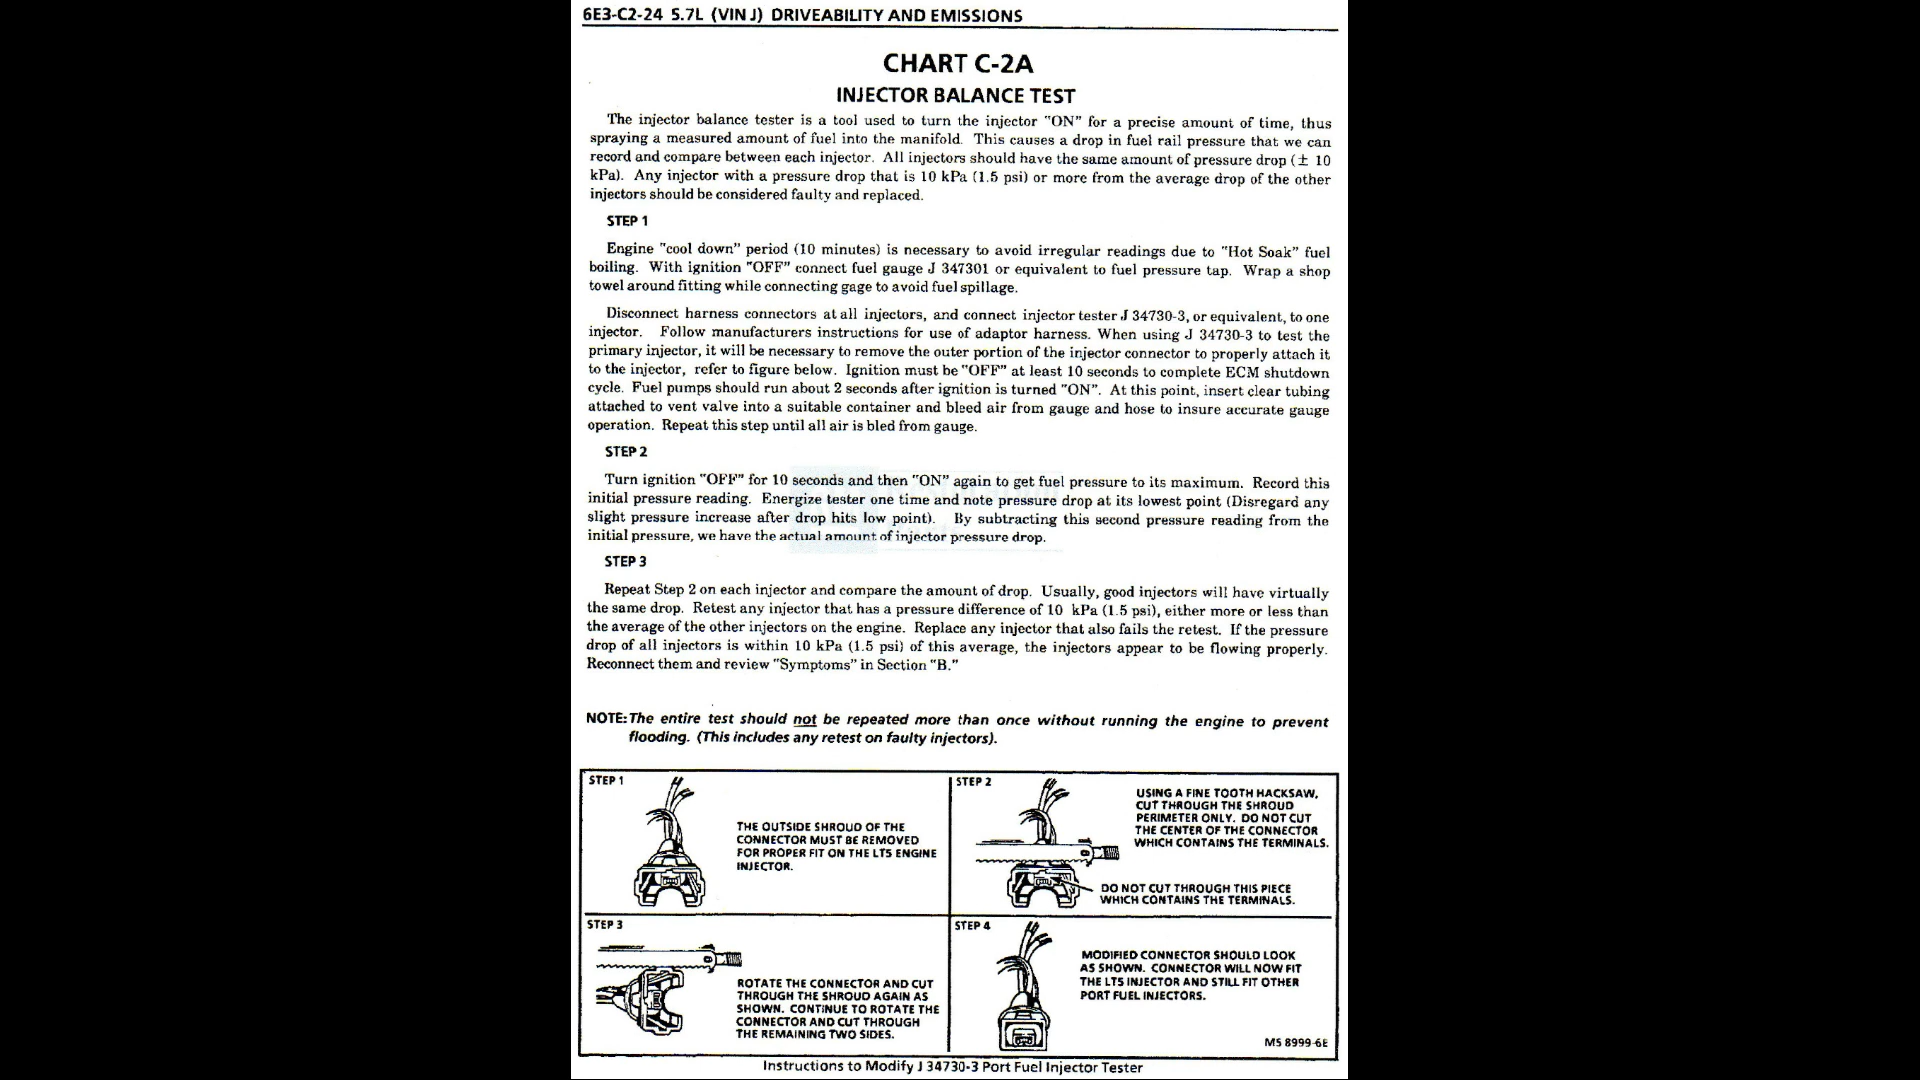 6E3-C2-24 5.7L (VIN J) DRIVEABILITY AND EMISSIONS
CHART C-2A
INJECTOR BALANCE TEST
The injector balance tester is a tool used to turn the injector "ON" for a precise amount of time, thus
spraying a measured amount of fuel into the manifold. This causes a drop in fuel rail pressure that we can
record and compare between each injector. All injectors should have the same amount of pressure drop (± 10
kPa). Any injector with a pressure drop that is 10 kPa (1.5 psi) or more from the average drop of the other
injectors should be considered faulty and replaced.
STEP 1
Engine "cool down" period (10 minutes) is necessary to avoid irregular readings due to "Hot Soak" fuel
boiling. With ignition "OFF" connect fuel gauge J 347301 or equivalent to fuel pressure tap. Wrap a shop
towel around fitting while connecting gage to avoid fuel spillage.
Disconnect harness connectors at all injectors, and connect injector tester J 34730-3, or equivalent, to one
injector. Follow manufacturers instructions for use of adaptor harness. When using J 34730-3 to test the
primary injector, it will be necessary to remove the outer portion of the injector connector to properly attach it
to the injector, refer to figure below. Ignition must be "OFF" at least 10 seconds to complete ECM shutdown
cycle. Fuel pumps should run about 2 seconds after ignition is turned "ON". At this point, insert clear tubing
attached to vent valve into a suitable container and bleed air from gauge and hose to insure accurate gauge
operation. Repeat this step until all air is bled from gauge.
STEP 2
Turn ignition "OFF" for 10 seconds and then "ON" again to get fuel pressure to its maximum. Record this
initial pressure reading. Energize tester one time and note pressure drop at its lowest point (Disregard any
slight pressure increase after drop hits low point). By subtracting this second pressure reading from the
initial pressure, we have the actual amount of injector pressure drop.
STEP 3
Repeat Step 2 on each injector and compare the amount of drop. Usually, good injectors will have virtually
the same drop. Retest any injector that has a pressure difference of 10 kPa (1.5 psi), either more or less than
the average of the other injectors on the engine. Replace any injector that also fails the retest. If the pressure
drop of all injectors is within 10 kPa (1.5 psi) of this average, the injectors appear to be flowing properly.
Reconnect them and review "Symptoms" in Section "B."
NOTE: The entire test should not be repeated more than once without running the engine to prevent
flooding. (This includes any retest on faulty injectors).
STEP 1
THE OUTSIDE SHROUD OF THE
CONNECTOR MUST BE REMOVED
FOR PROPER FIT ON THE LT5 ENGINE
INJECTOR.
STEP 2
USING A FINE TOOTH HACKSAW,
CUT THROUGH THE SHROUD
PERIMETER ONLY. DO NOT CUT
THE CENTER OF THE CONNECTOR
WHICH CONTAINS THE TERMINALS.
DO NOT CUT THROUGH THIS PIECE
WHICH CONTAINS THE TERMINALS.
STEP 3
ROTATE THE CONNECTOR AND CUT
THROUGH THE SHROUD AGAIN AS
SHOWN. CONTINUE TO ROTATE THE
CONNECTOR AND CUT THROUGH
THE REMAINING TWO SIDES.
STEP 4
MODIFIED CONNECTOR SHOULD LOOK
AS SHOWN. CONNECTOR WILL NOW FIT
THE LT5 INJECTOR AND STILL FIT OTHER
PORT FUEL INJECTORS.
MS 8999-6E
Instructions to Modify J 34730-3 Port Fuel Injector Tester